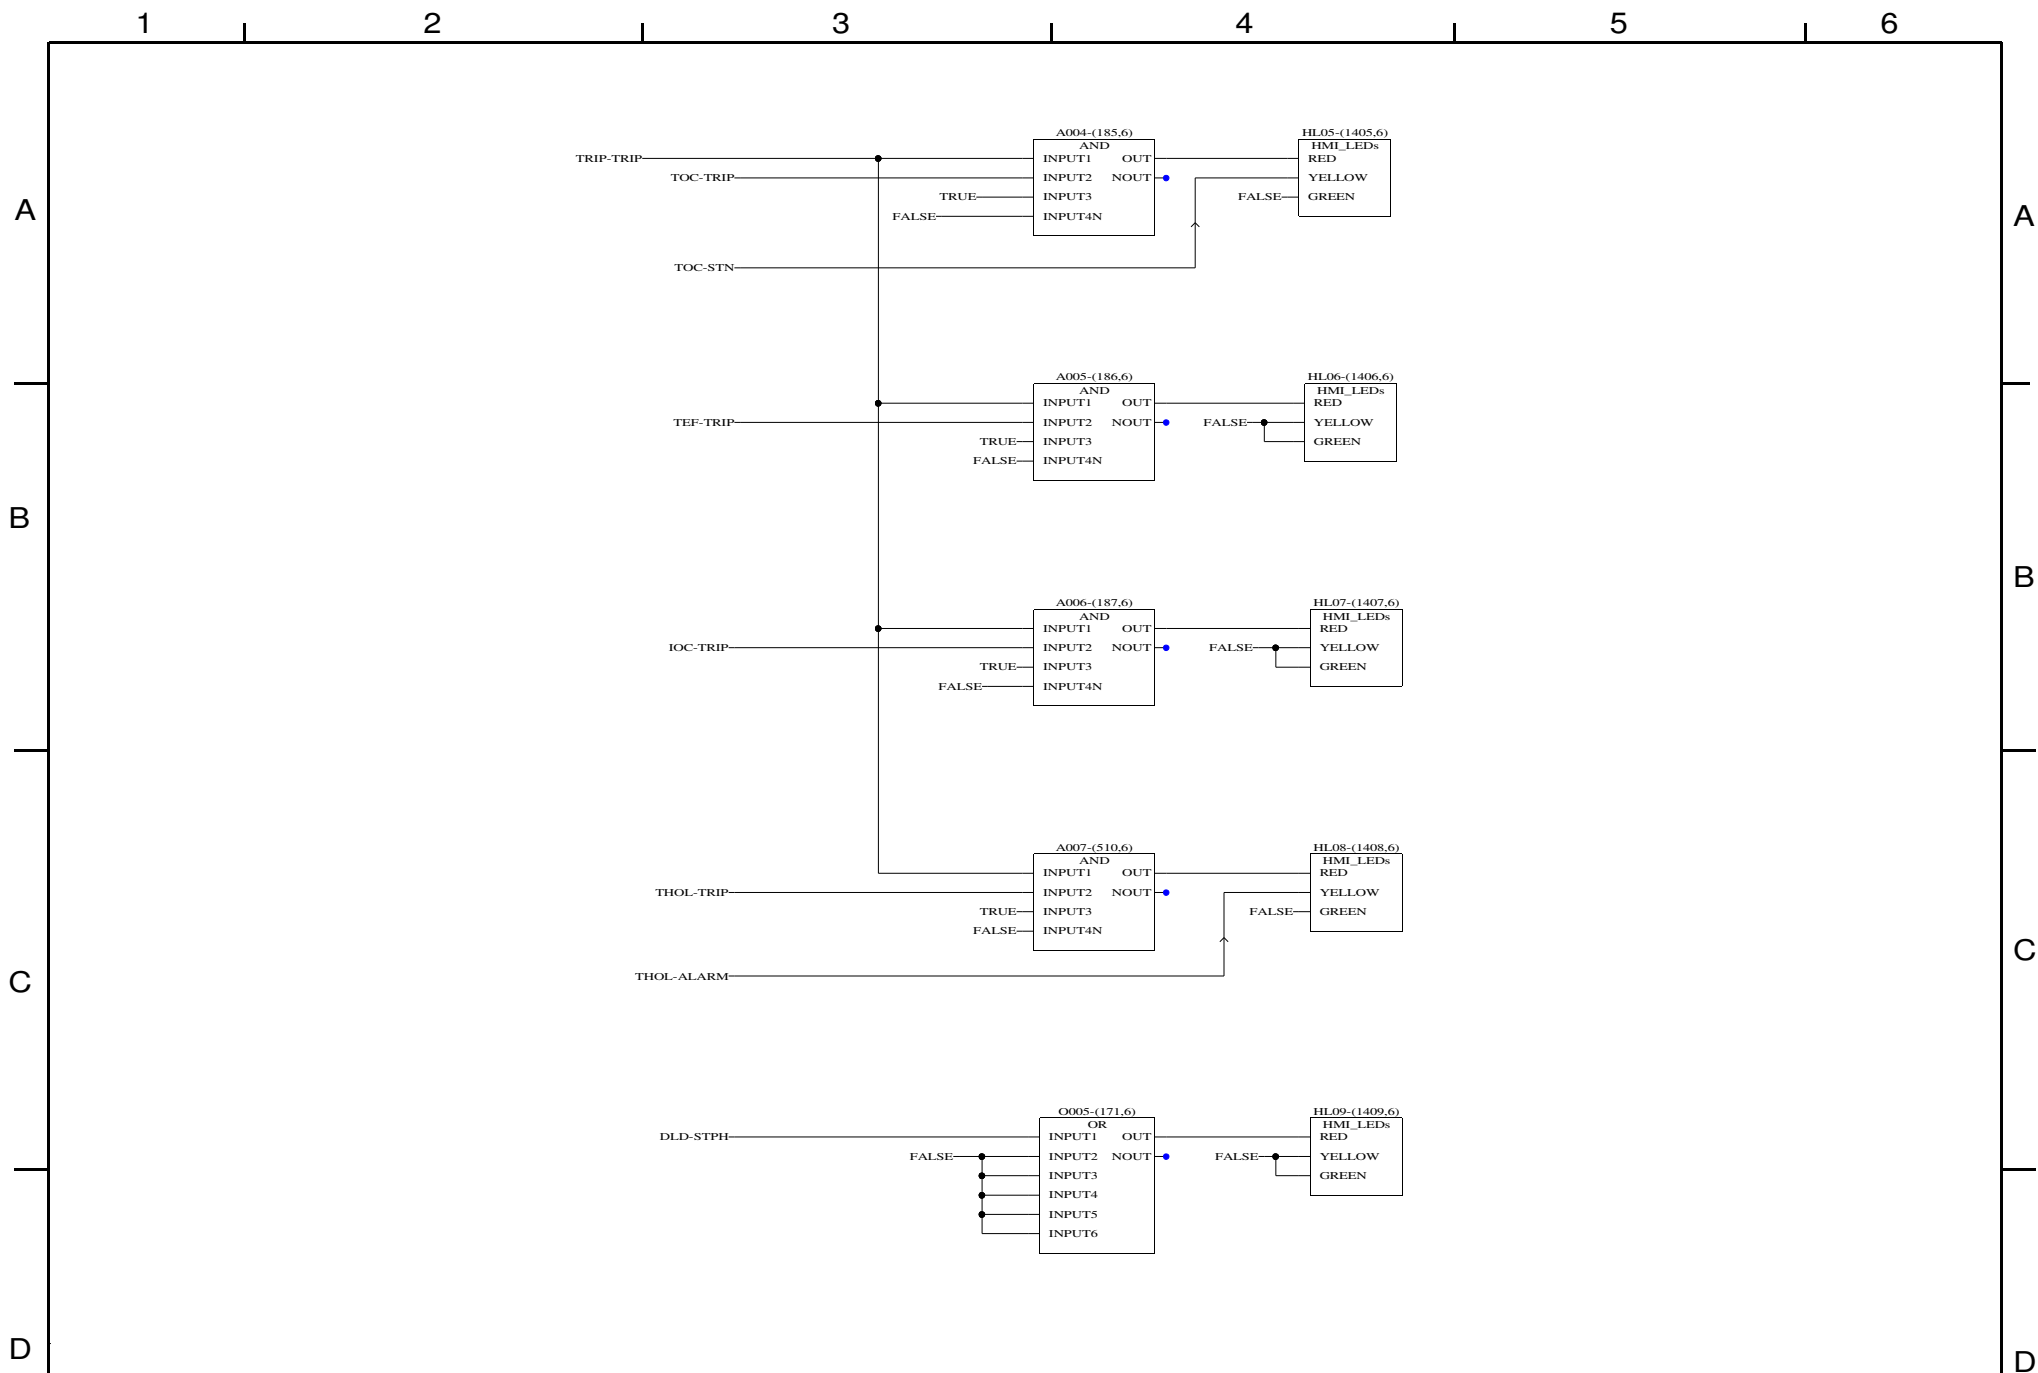 1 2 3 4 5 6
A004-(185,6) HL05-(1405,6)
AND HMI_LEDs
TRIP-TRIP INPUT1 OUT RED
TOC-TRIP INPUT2 NOUT YELLOW
TRUE INPUT3 FALSE GREEN
A A
FALSE INPUT4N
TOC-STN
A005-(186,6) HL06-(1406,6)
AND HMI_LEDs
INPUT1 OUT RED
TEF-TRIP INPUT2 NOUT FALSE YELLOW
TRUE INPUT3 GREEN
FALSE INPUT4N
B
B
A006-(187,6) HL07-(1407,6)
AND HMI_LEDs
INPUT1 OUT RED
IOC-TRIP INPUT2 NOUT FALSE YELLOW
TRUE INPUT3 GREEN
FALSE INPUT4N
A007-(510,6) HL08-(1408,6)
AND HMI_LEDs
INPUT1 OUT RED
THOL-TRIP INPUT2 NOUT YELLOW
TRUE INPUT3 FALSE GREEN
FALSE INPUT4N
C
THOL-ALARM
C
O005-(171,6) HL09-(1409,6)
OR HMI_LEDs
DLD-STPH INPUT1 OUT RED
FALSE INPUT2 NOUT FALSE YELLOW
INPUT3 GREEN
INPUT4
INPUT5
INPUT6
D D